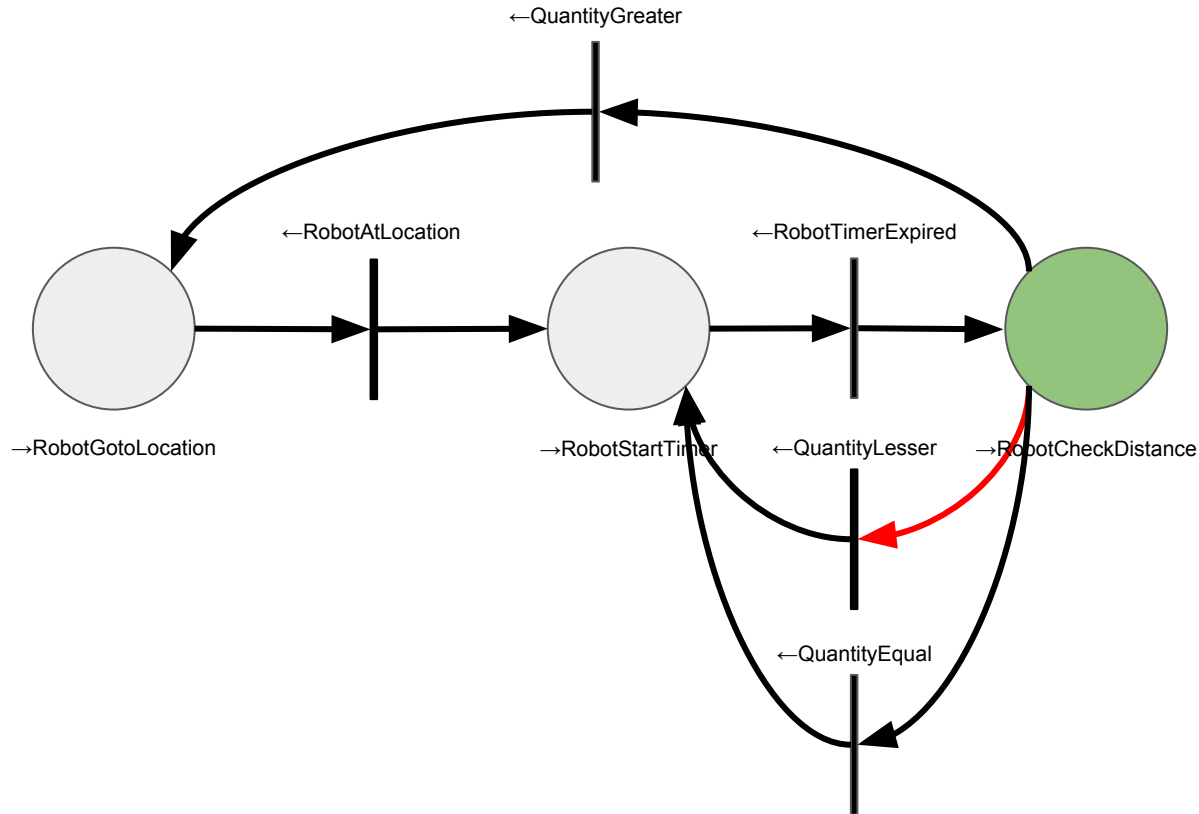 ←QuantityGreater
←RobotAtLocation
←RobotTimerExpired
→RobotGotoLocation
→RobotStartTimer
←QuantityLesser
→RobotCheckDistance
←QuantityEqual